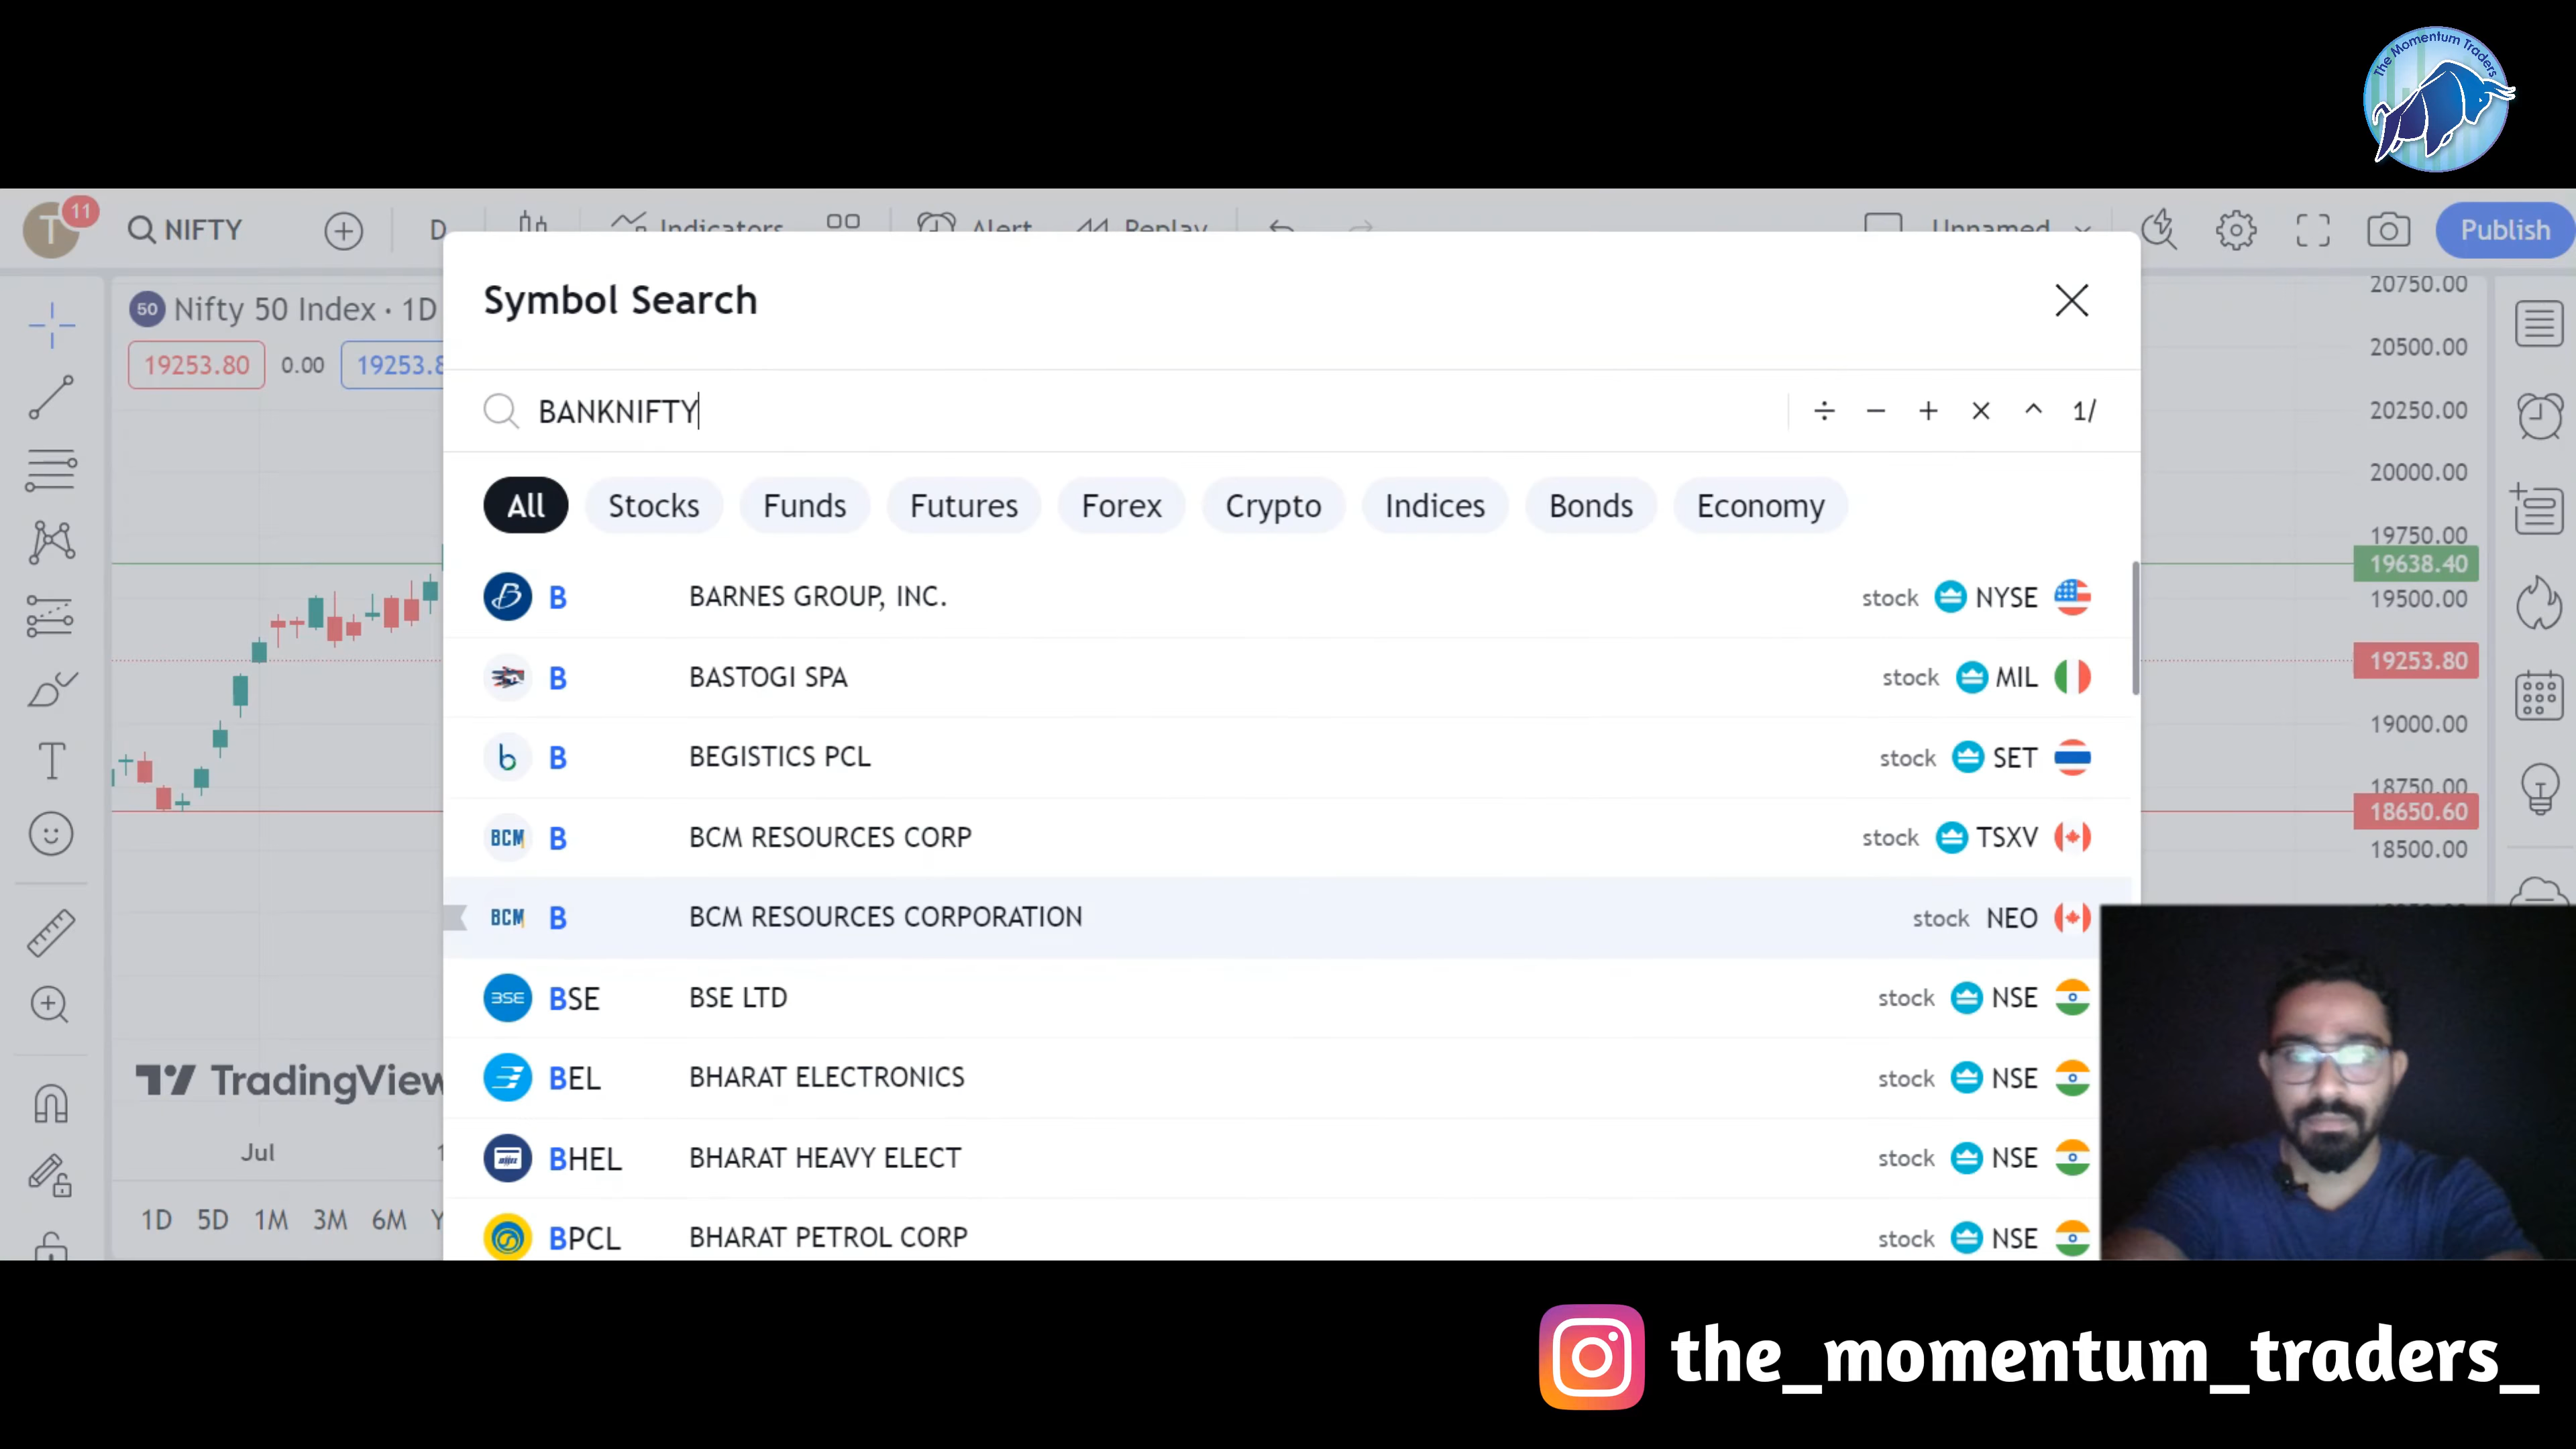 The Momentum Traders
T 11 NIFTY D Indicators Alert Replay Unnamed Publish
50 Nifty 50 Index · 1D
19253.80 0.00 19253.8
Symbol Search
BANKNIFTY ÷ − + × ^ 1/
All Stocks Funds Futures Forex Crypto Indices Bonds Economy
B BARNES GROUP, INC. stock NYSE
B BASTOGI SPA stock MIL
b B BEGISTICS PCL stock SET
BCM B BCM RESOURCES CORP stock TSXV
BCM B BCM RESOURCES CORPORATION stock NEO
BSE BSE BSE LTD stock NSE
BEL BHARAT ELECTRONICS stock NSE
BHEL BHARAT HEAVY ELECT stock NSE
BPCL BHARAT PETROL CORP stock NSE
20750.00
20500.00
20250.00
20000.00
19750.00
19638.40
19500.00
19253.80
19000.00
18750.00
18650.60
18500.00
TradingView
Jul
1D 5D 1M 3M 6M Y
the_momentum_traders_